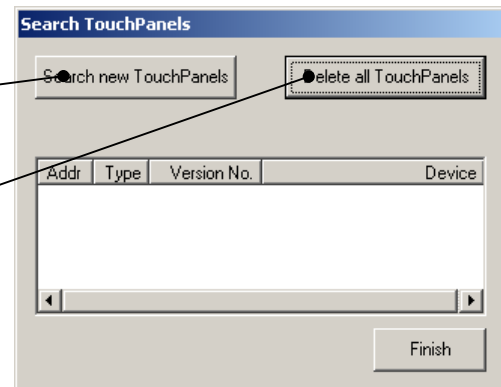 Search TouchPanels
Search new TouchPanels Delete all TouchPanels
Addr Type Version No. Device
Finish